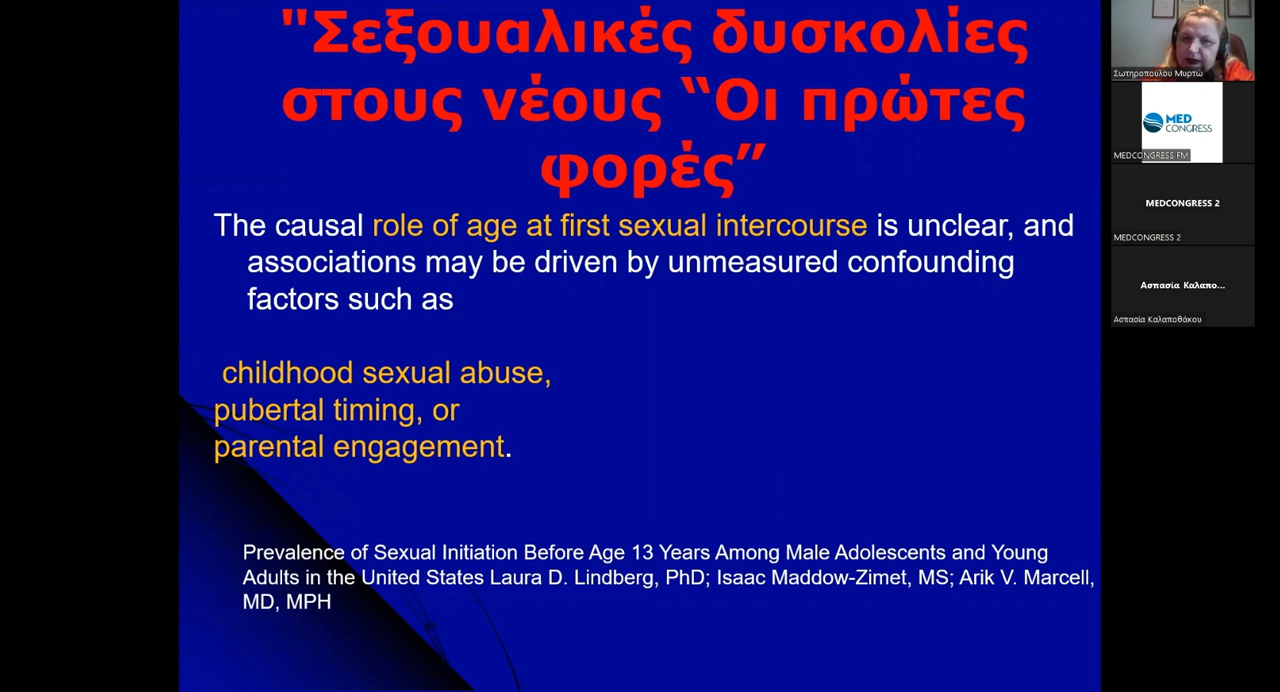 "Σεξουαλικές δυσκολίες
στους νέους “Οι πρώτες
φορές”
The causal role of age at first sexual intercourse is unclear, and
associations may be driven by unmeasured confounding
factors such as
childhood sexual abuse,
pubertal timing, or
parental engagement.
Prevalence of Sexual Initiation Before Age 13 Years Among Male Adolescents and Young
Adults in the United States Laura D. Lindberg, PhD; Isaac Maddow-Zimet, MS; Arik V. Marcell,
MD, MPH
Σωτηροπούλου Μυρτώ
MED
CONGRESS
MEDCONGRESS FM
MEDCONGRESS 2
MEDCONGRESS 2
Ασπασία Καλαπο...
Ασπασία Καλαποθάκου